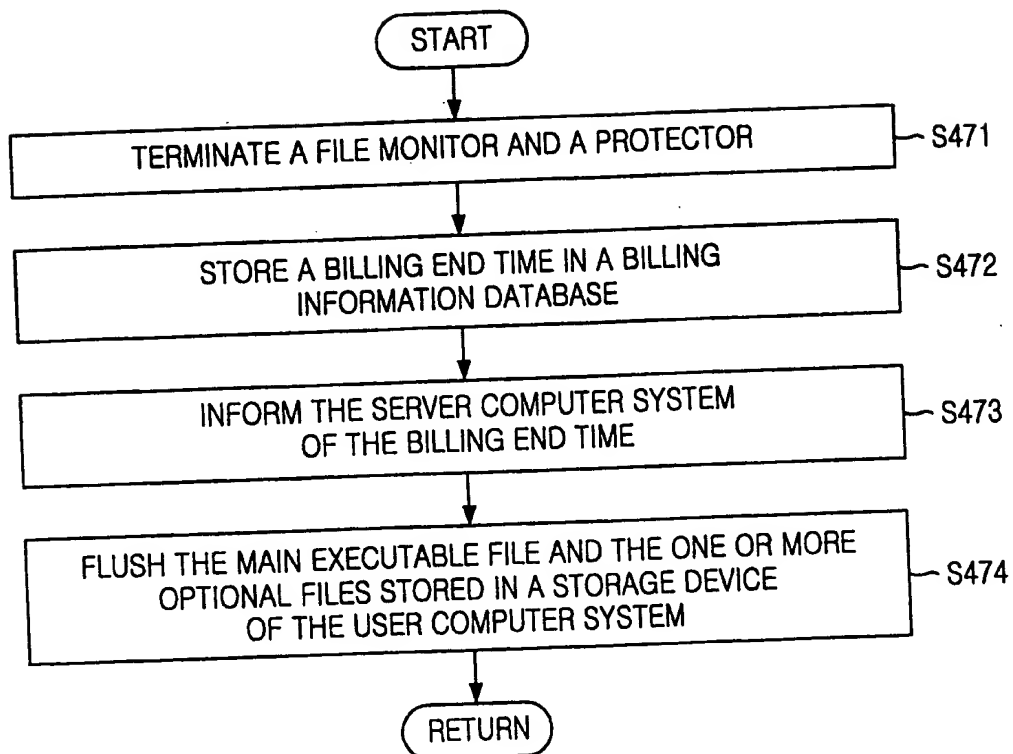 START
TERMINATE A FILE MONITOR AND A PROTECTOR
S471
STORE A BILLING END TIME IN A BILLING
INFORMATION DATABASE
S472
INFORM THE SERVER COMPUTER SYSTEM
OF THE BILLING END TIME
S473
FLUSH THE MAIN EXECUTABLE FILE AND THE ONE OR MORE
OPTIONAL FILES STORED IN A STORAGE DEVICE
OF THE USER COMPUTER SYSTEM
S474
RETURN